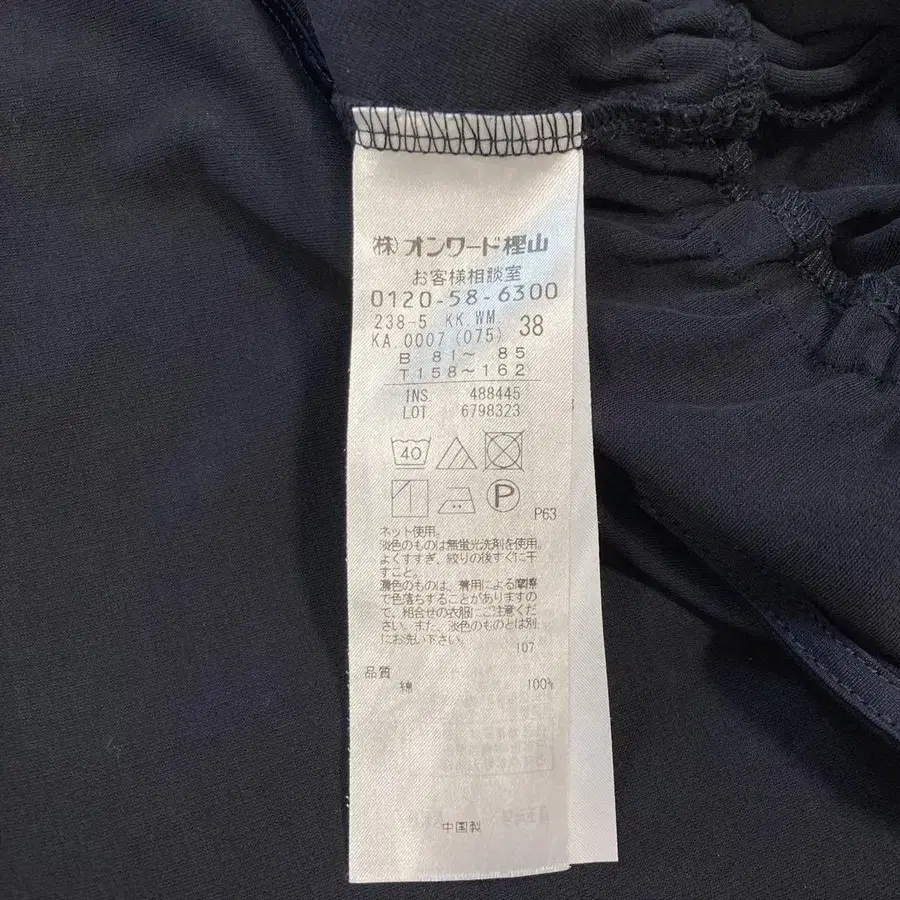 (株)オンワード樫山
お客様相談室
0120-58-6300
238-5 KK.WM. 38
KA.0007 (075)
B 81〜 85
T158〜162
INS. 488445
LOT 6798323
40
P
P63
ネット使用。
淡色のものは無蛍光洗剤を使用。
よくすすぎ、絞りの後すぐに干
すこと。
濃色のものは、着用による摩擦
で色落ちすることがありますの
で、組合せの衣服にご注意くだ
さい。また、淡色のものとは別
にお洗い下さい。
107
品質
綿 100%
中国製